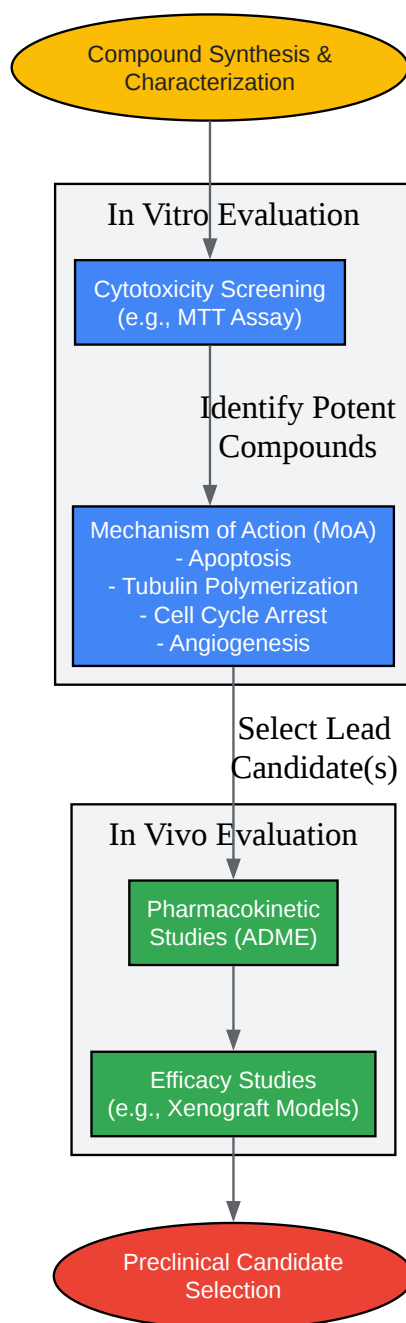 Compound Synthesis &
Characterization
In Vitro Evaluation
Cytotoxicity Screening
(e.g., MTT Assay)
Identify Potent
Compounds
Mechanism of Action (MoA)
- Apoptosis
- Tubulin Polymerization
- Cell Cycle Arrest
- Angiogenesis
Select Lead
Candidate(s)
In Vivo Evaluation
Pharmacokinetic
Studies (ADME)
Efficacy Studies
(e.g., Xenograft Models)
Preclinical Candidate
Selection